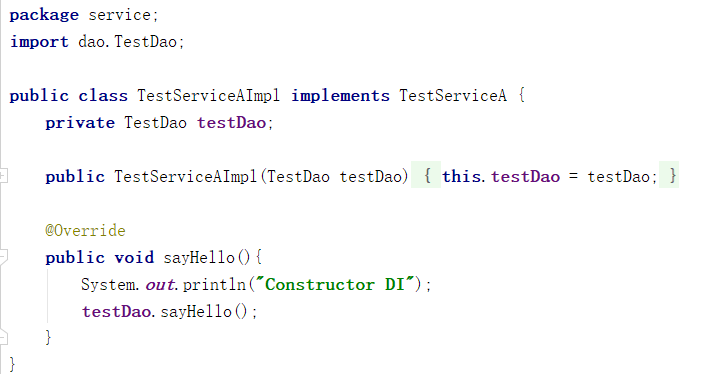 package service;
import dao.TestDao;
public class TestServiceAImpl implements TestServiceA {
private TestDao testDao;
public TestServiceAImpl(TestDao testDao) { this.testDao = testDao; }
@Override
public void sayHello(){
System.out.println("Constructor DI");
testDao.sayHello();
}
}